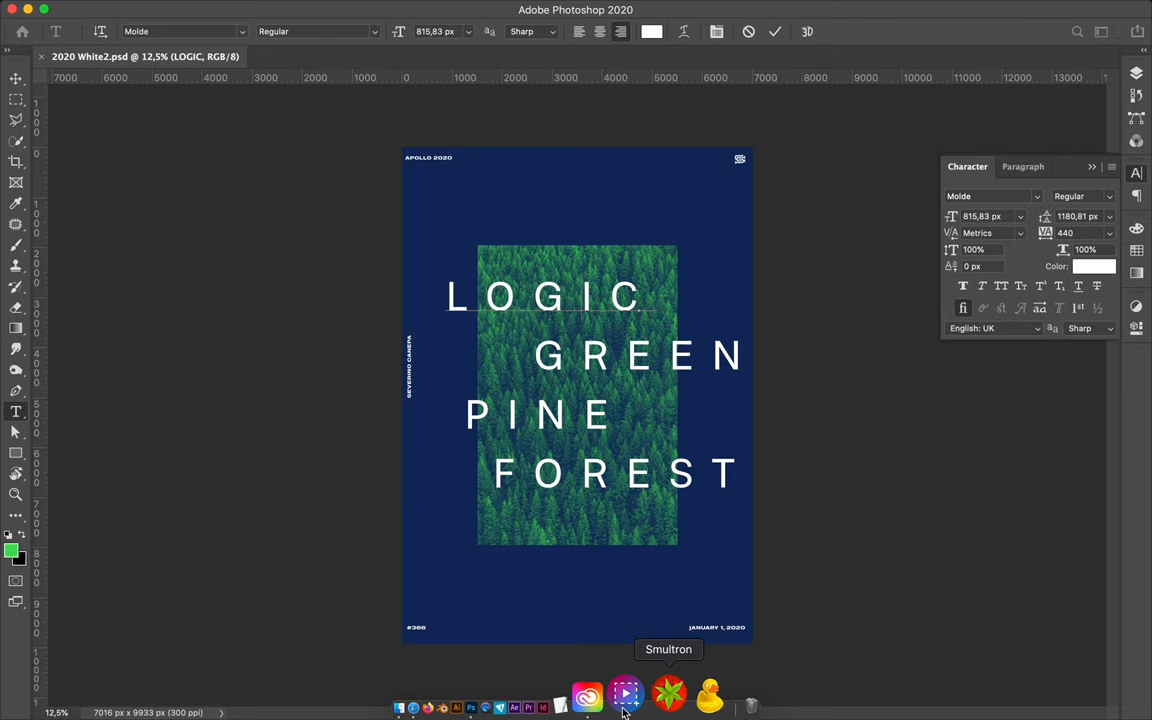 Adobe Photoshop 2020
Molde
Regular
815,83 px
Sharp
3D
2020 White2.psd @ 12,5% (LOGIC, RGB/8)
7000 6000 5000 4000 3000 2000 1000 0 1000 2000 3000 4000 5000 6000 7000 8000 9000 10000 11000 12000 13000
APOLLO 2020
LOGIC
GREEN
PINE
FOREST
SEVERINO CANEPA
#366
JANUARY 1, 2020
Character
Paragraph
Molde
Regular
815,83 px
1180,81 px
Metrics
440
100%
100%
0 px
Color:
English: UK
Sharp
Smultron
12,5%
7016 px x 9933 px (300 ppi)